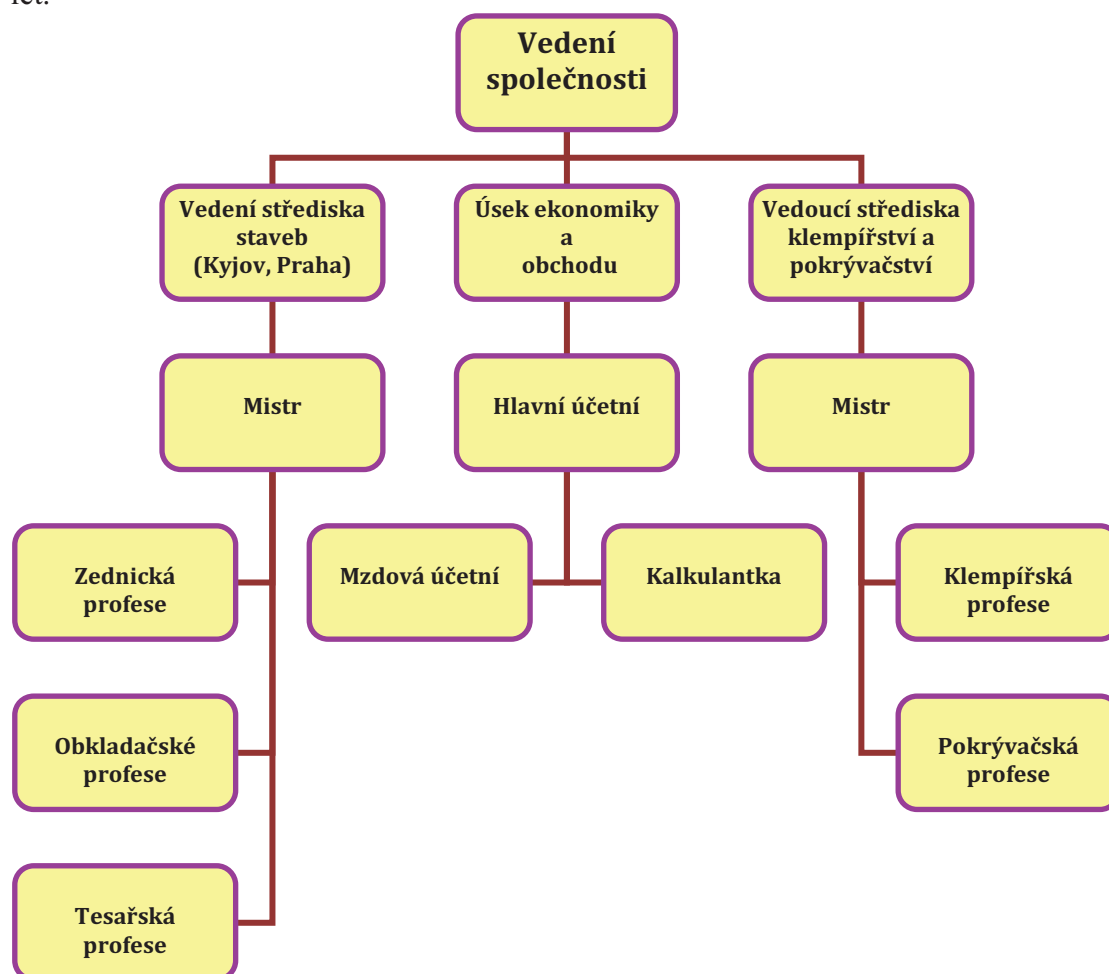 let.
Vedení
společnosti
Vedení střediska
staveb
(Kyjov, Praha)
Úsek ekonomiky
a
obchodu
Vedoucí střediska
klempířství a
pokrývačství
Mistr
Hlavní účetní
Mistr
Zednická
profese
Mzdová účetní
Kalkulantka
Klempířská
profese
Obkladačské
profese
Pokrývačská
profese
Tesařská
profese